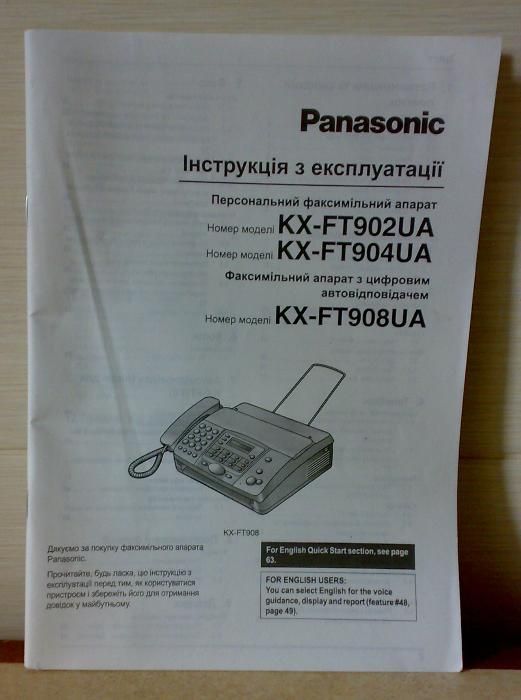 Panasonic
Інструкція з експлуатації
Персональний факсимільний апарат
Номер моделі KX-FT902UA
Номер моделі KX-FT904UA
Факсимільний апарат з цифровим
автовідповідачем
Номер моделі KX-FT908UA
KX-FT908
Дякуємо за покупку факсимільного апарата
Panasonic.
Прочитайте, будь ласка, цю інструкцію з
експлуатації перед тим, як користуватися
пристроєм і збережіть його для отримання
довідок у майбутньому.
For English Quick Start section, see page
63.
FOR ENGLISH USERS:
You can select English for the voice
guidance, display and report (feature #48,
page 49).